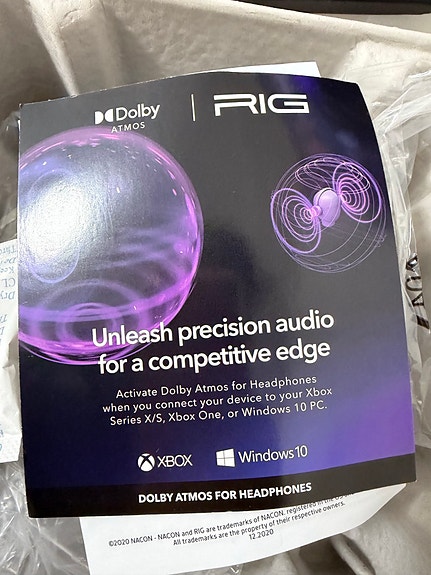 Dolby | RIG
ATMOS
Unleash precision audio
for a competitive edge
Activate Dolby Atmos for Headphones
when you connect your device to your Xbox
Series X/S, Xbox One, or Windows 10 PC.
XBOX Windows10
DOLBY ATMOS FOR HEADPHONES
©2020 NACON - NACON and RIG are trademarks of NACON. registered in the
All trademarks are the property of their respective owners.
12.2020